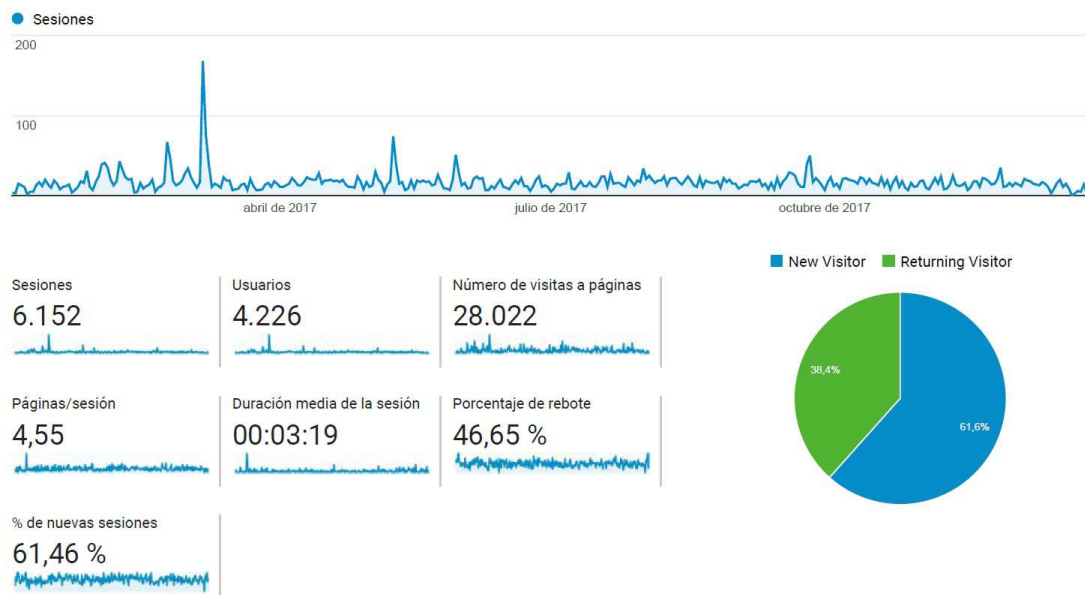 Sesiones
200
100
abril de 2017
julio de 2017
octubre de 2017
New Visitor
Returning Visitor
Sesiones
6.152
Usuarios
4.226
Número de visitas a páginas
28.022
Páginas/sesión
4,55
Duración media de la sesión
00:03:19
Porcentaje de rebote
46,65 %
38,4%
61,6%
% de nuevas sesiones
61,46 %